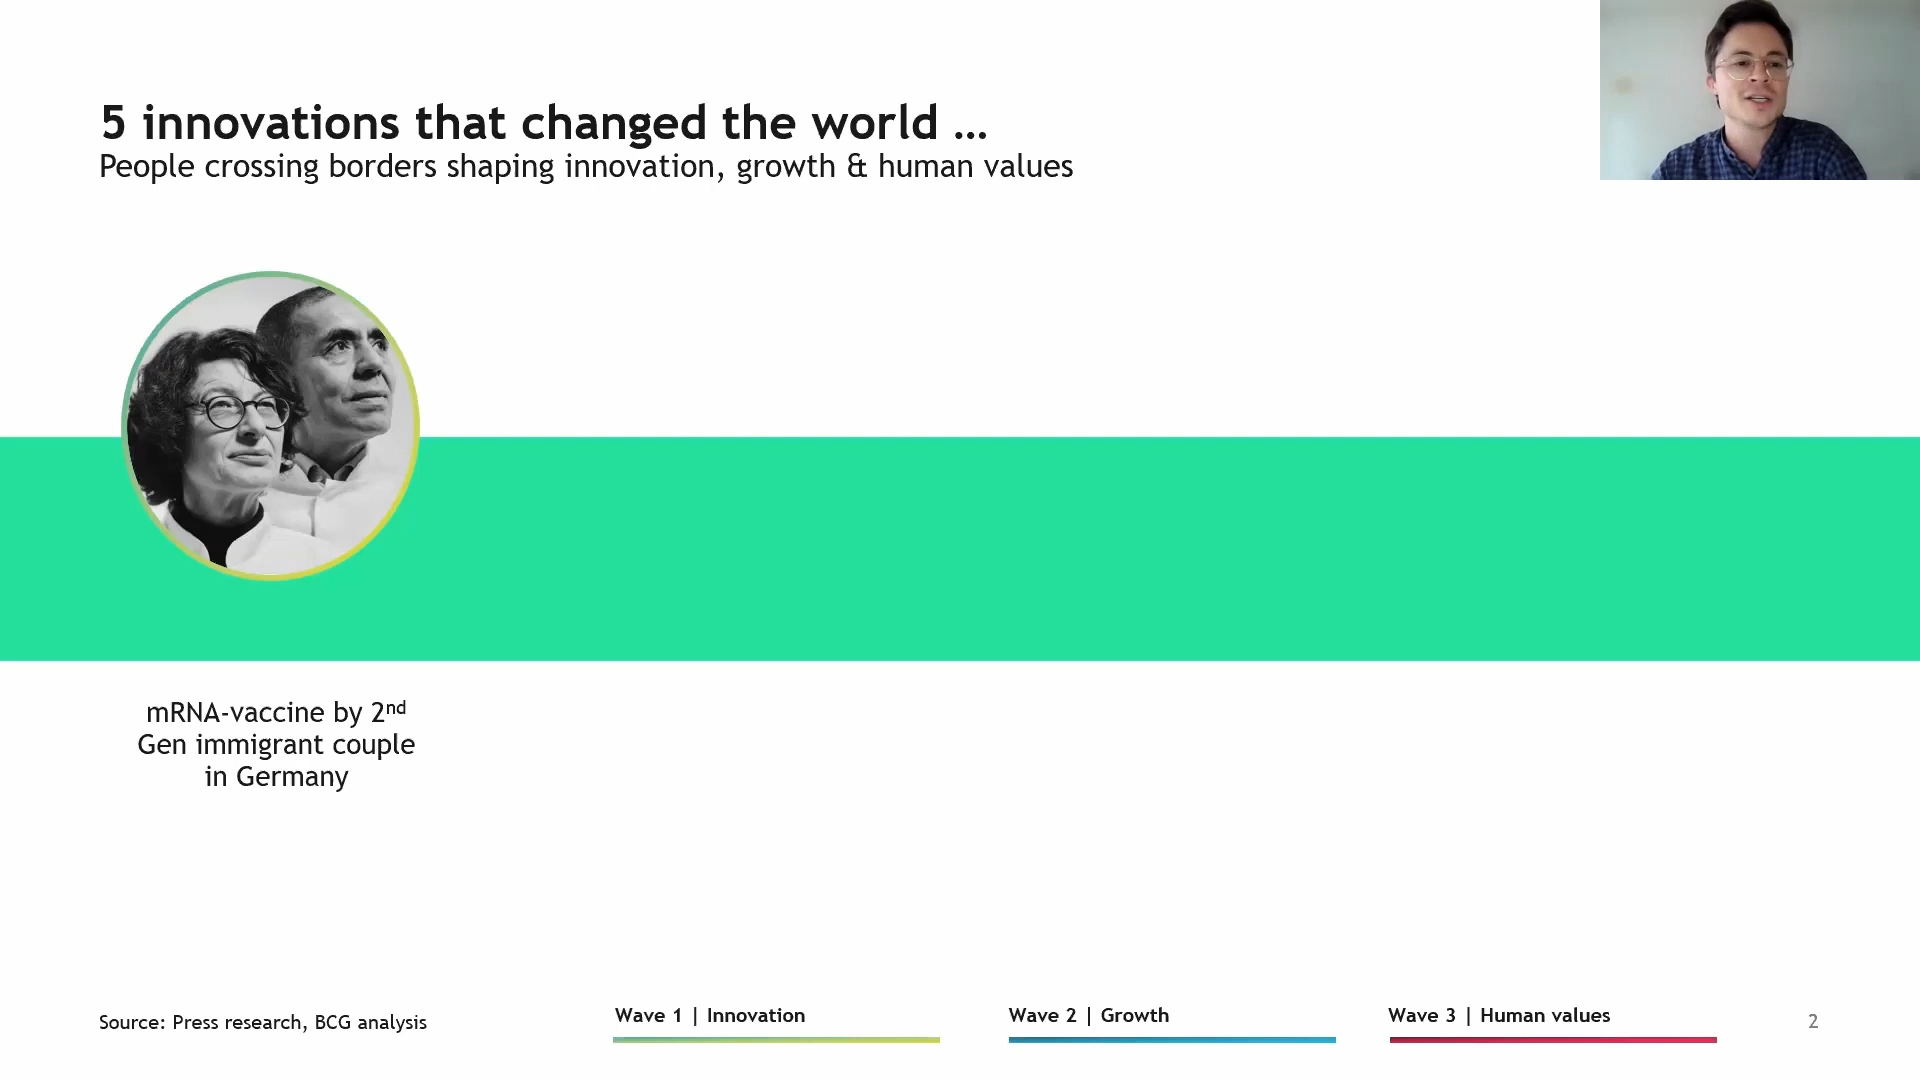 5 innovations that changed the world …
People crossing borders shaping innovation, growth & human values
mRNA-vaccine by 2nd
Gen immigrant couple
in Germany
Source: Press research, BCG analysis
Wave 1 | Innovation
Wave 2 | Growth
Wave 3 | Human values
2